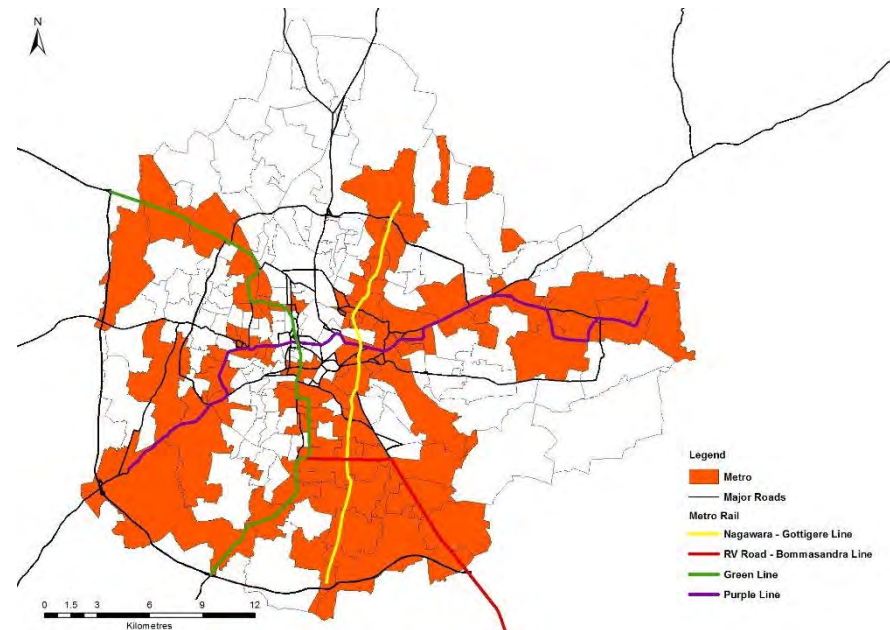 N
Legend
Metro
Major Roads
Metro Rail
Nagawara - Gottigere Line
RV Road - Bommasandra Line
Green Line
Purple Line
0 1.5 3 6 9 12
Kilometres